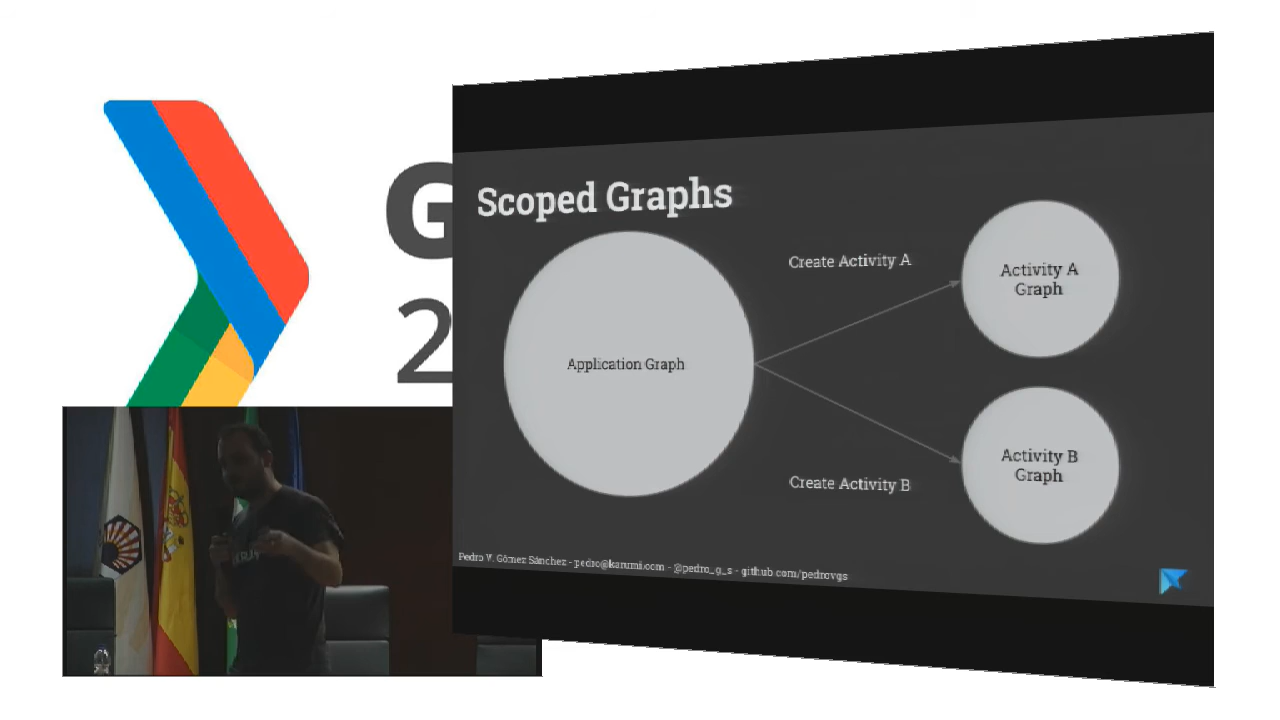 G
2
Scoped Graphs
Create Activity A
Activity A
Graph
Application Graph
Activity B
Graph
Create Activity B
Pedro V. Gómez Sánchez - pedro@karumi.com - @pedro_g_s - github.com/pedrovgs